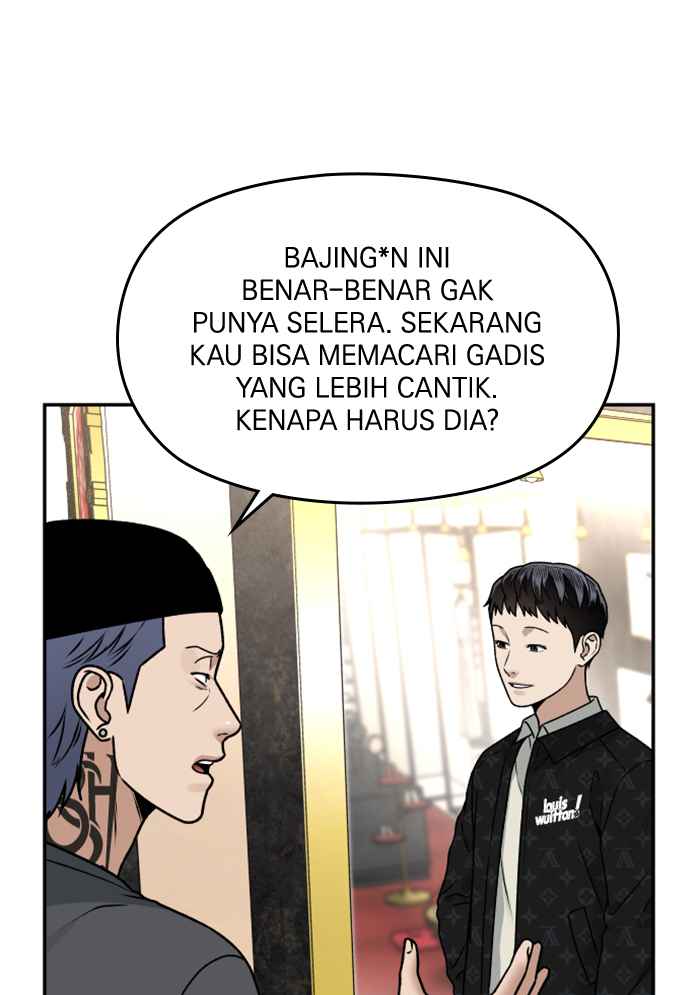 BAJING*N INI
BENAR-BENAR GAK
PUNYA SELERA. SEKARANG
KAU BISA MEMACARI GADIS
YANG LEBIH CANTIK.
KENAPA HARUS DIA?
louis
wuitton!